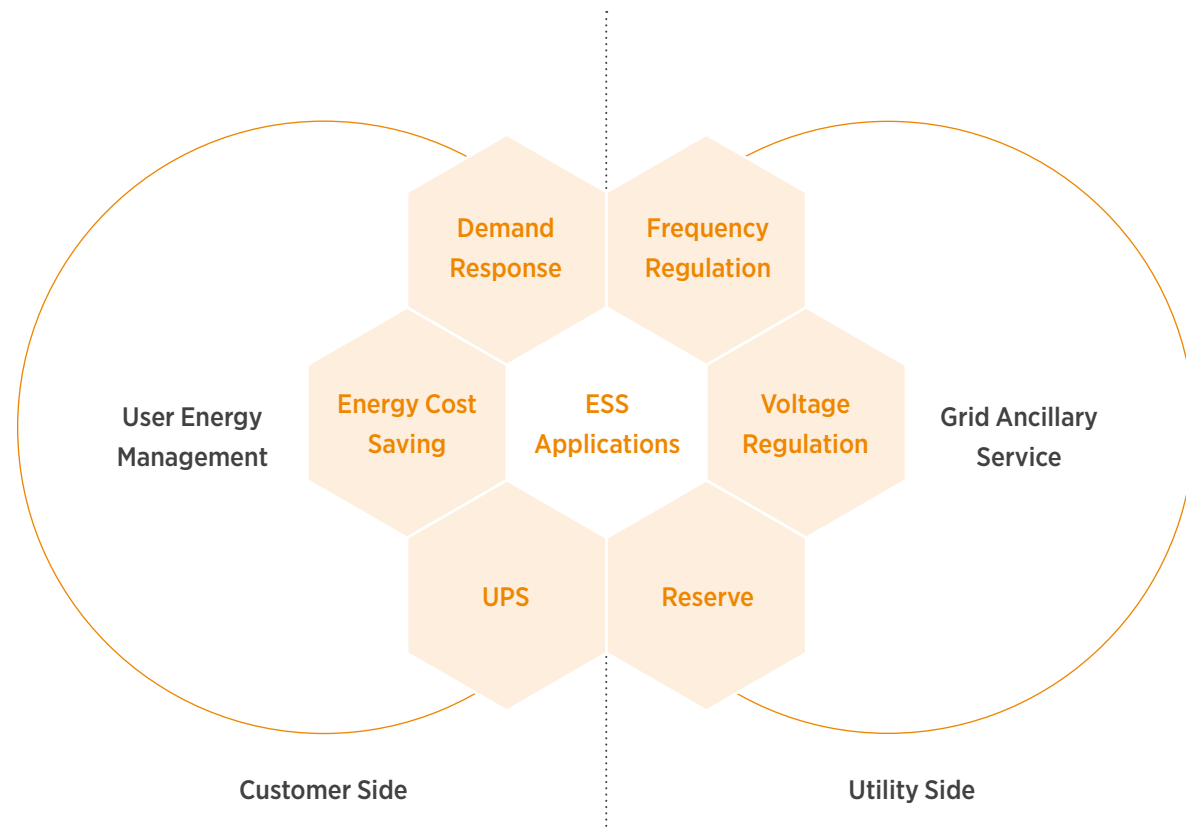 Demand
Response
Frequency
Regulation
User Energy
Management
Energy Cost
Saving
ESS
Applications
Voltage
Regulation
Grid Ancillary
Service
UPS
Reserve
Customer Side
Utility Side